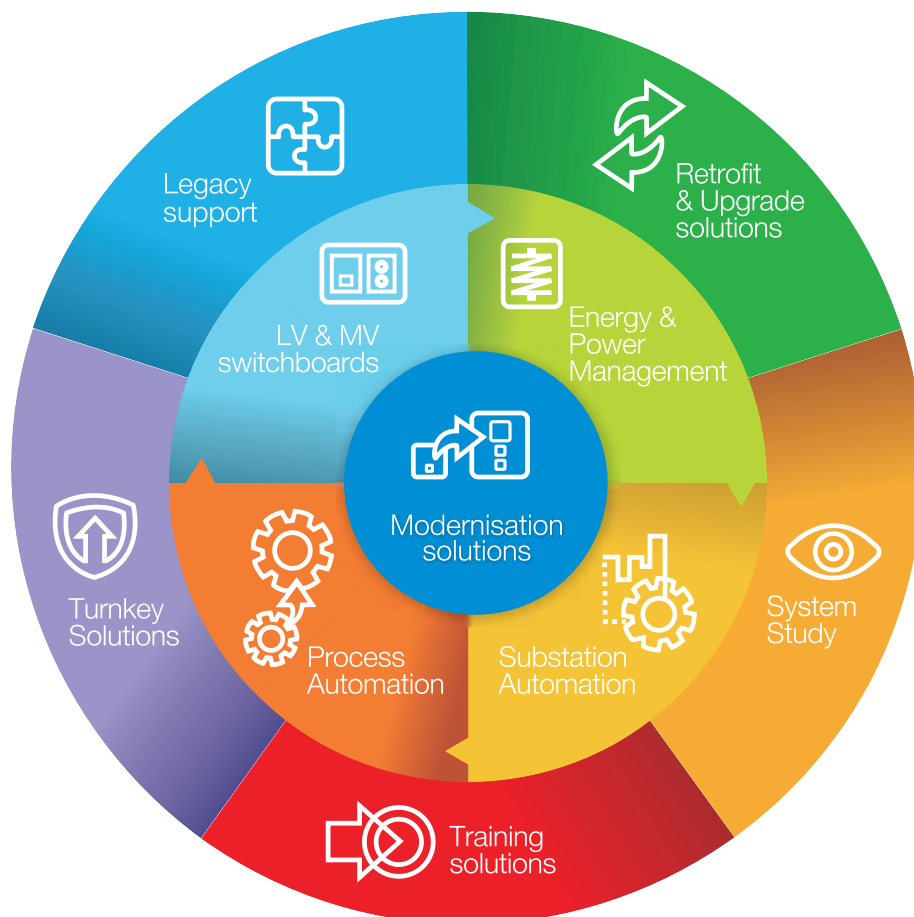 Legacy
support
Retrofit
& Upgrade
solutions
LV & MV
switchboards
Energy &
Power
Management
Modernisation
solutions
Turnkey
Solutions
System
Study
Process
Automation
Substation
Automation
Training
solutions